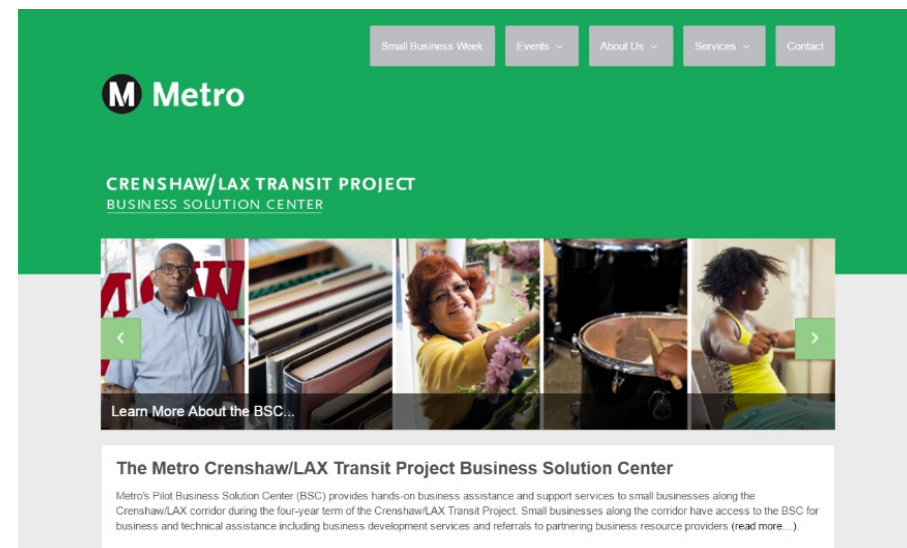 Small Business Week
Events
About Us
Services
Contact
M Metro
CRENSHAW/LAX TRANSIT PROJECT
BUSINESS SOLUTION CENTER
Learn More About the BSC...
The Metro Crenshaw/LAX Transit Project Business Solution Center
Metro's Pilot Business Solution Center (BSC) provides hands-on business assistance and support services to small businesses along the
Crenshaw/LAX corridor during the four-year term of the Crenshaw/LAX Transit Project. Small businesses along the corridor have access to the BSC for
business and technical assistance including business development services and referrals to partnering business resource providers (read more…).